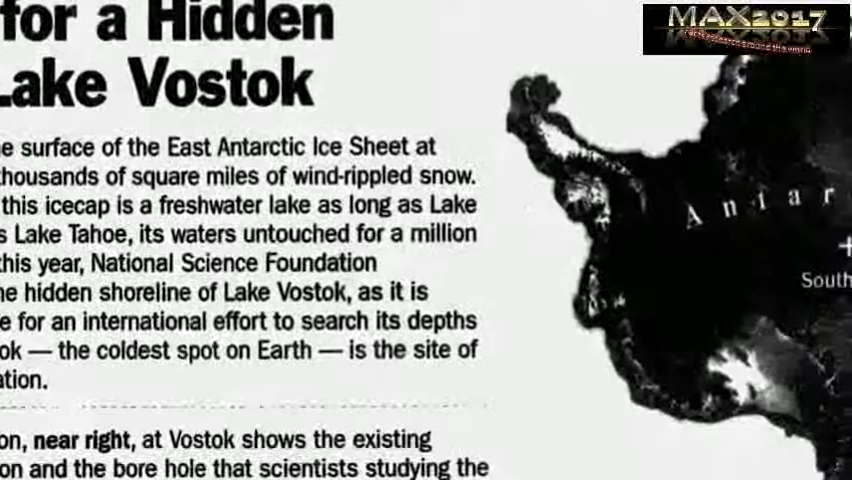 for a Hidden
Lake Vostok
e surface of the East Antarctic Ice Sheet at
thousands of square miles of wind-rippled snow.
this icecap is a freshwater lake as long as Lake
s Lake Tahoe, its waters untouched for a million
this year, National Science Foundation
he hidden shoreline of Lake Vostok, as it is
e for an international effort to search its depths
ok — the coldest spot on Earth — is the site of
ation.
on, near right, at Vostok shows the existing
on and the bore hole that scientists studying the
MAX2017
Antar
South